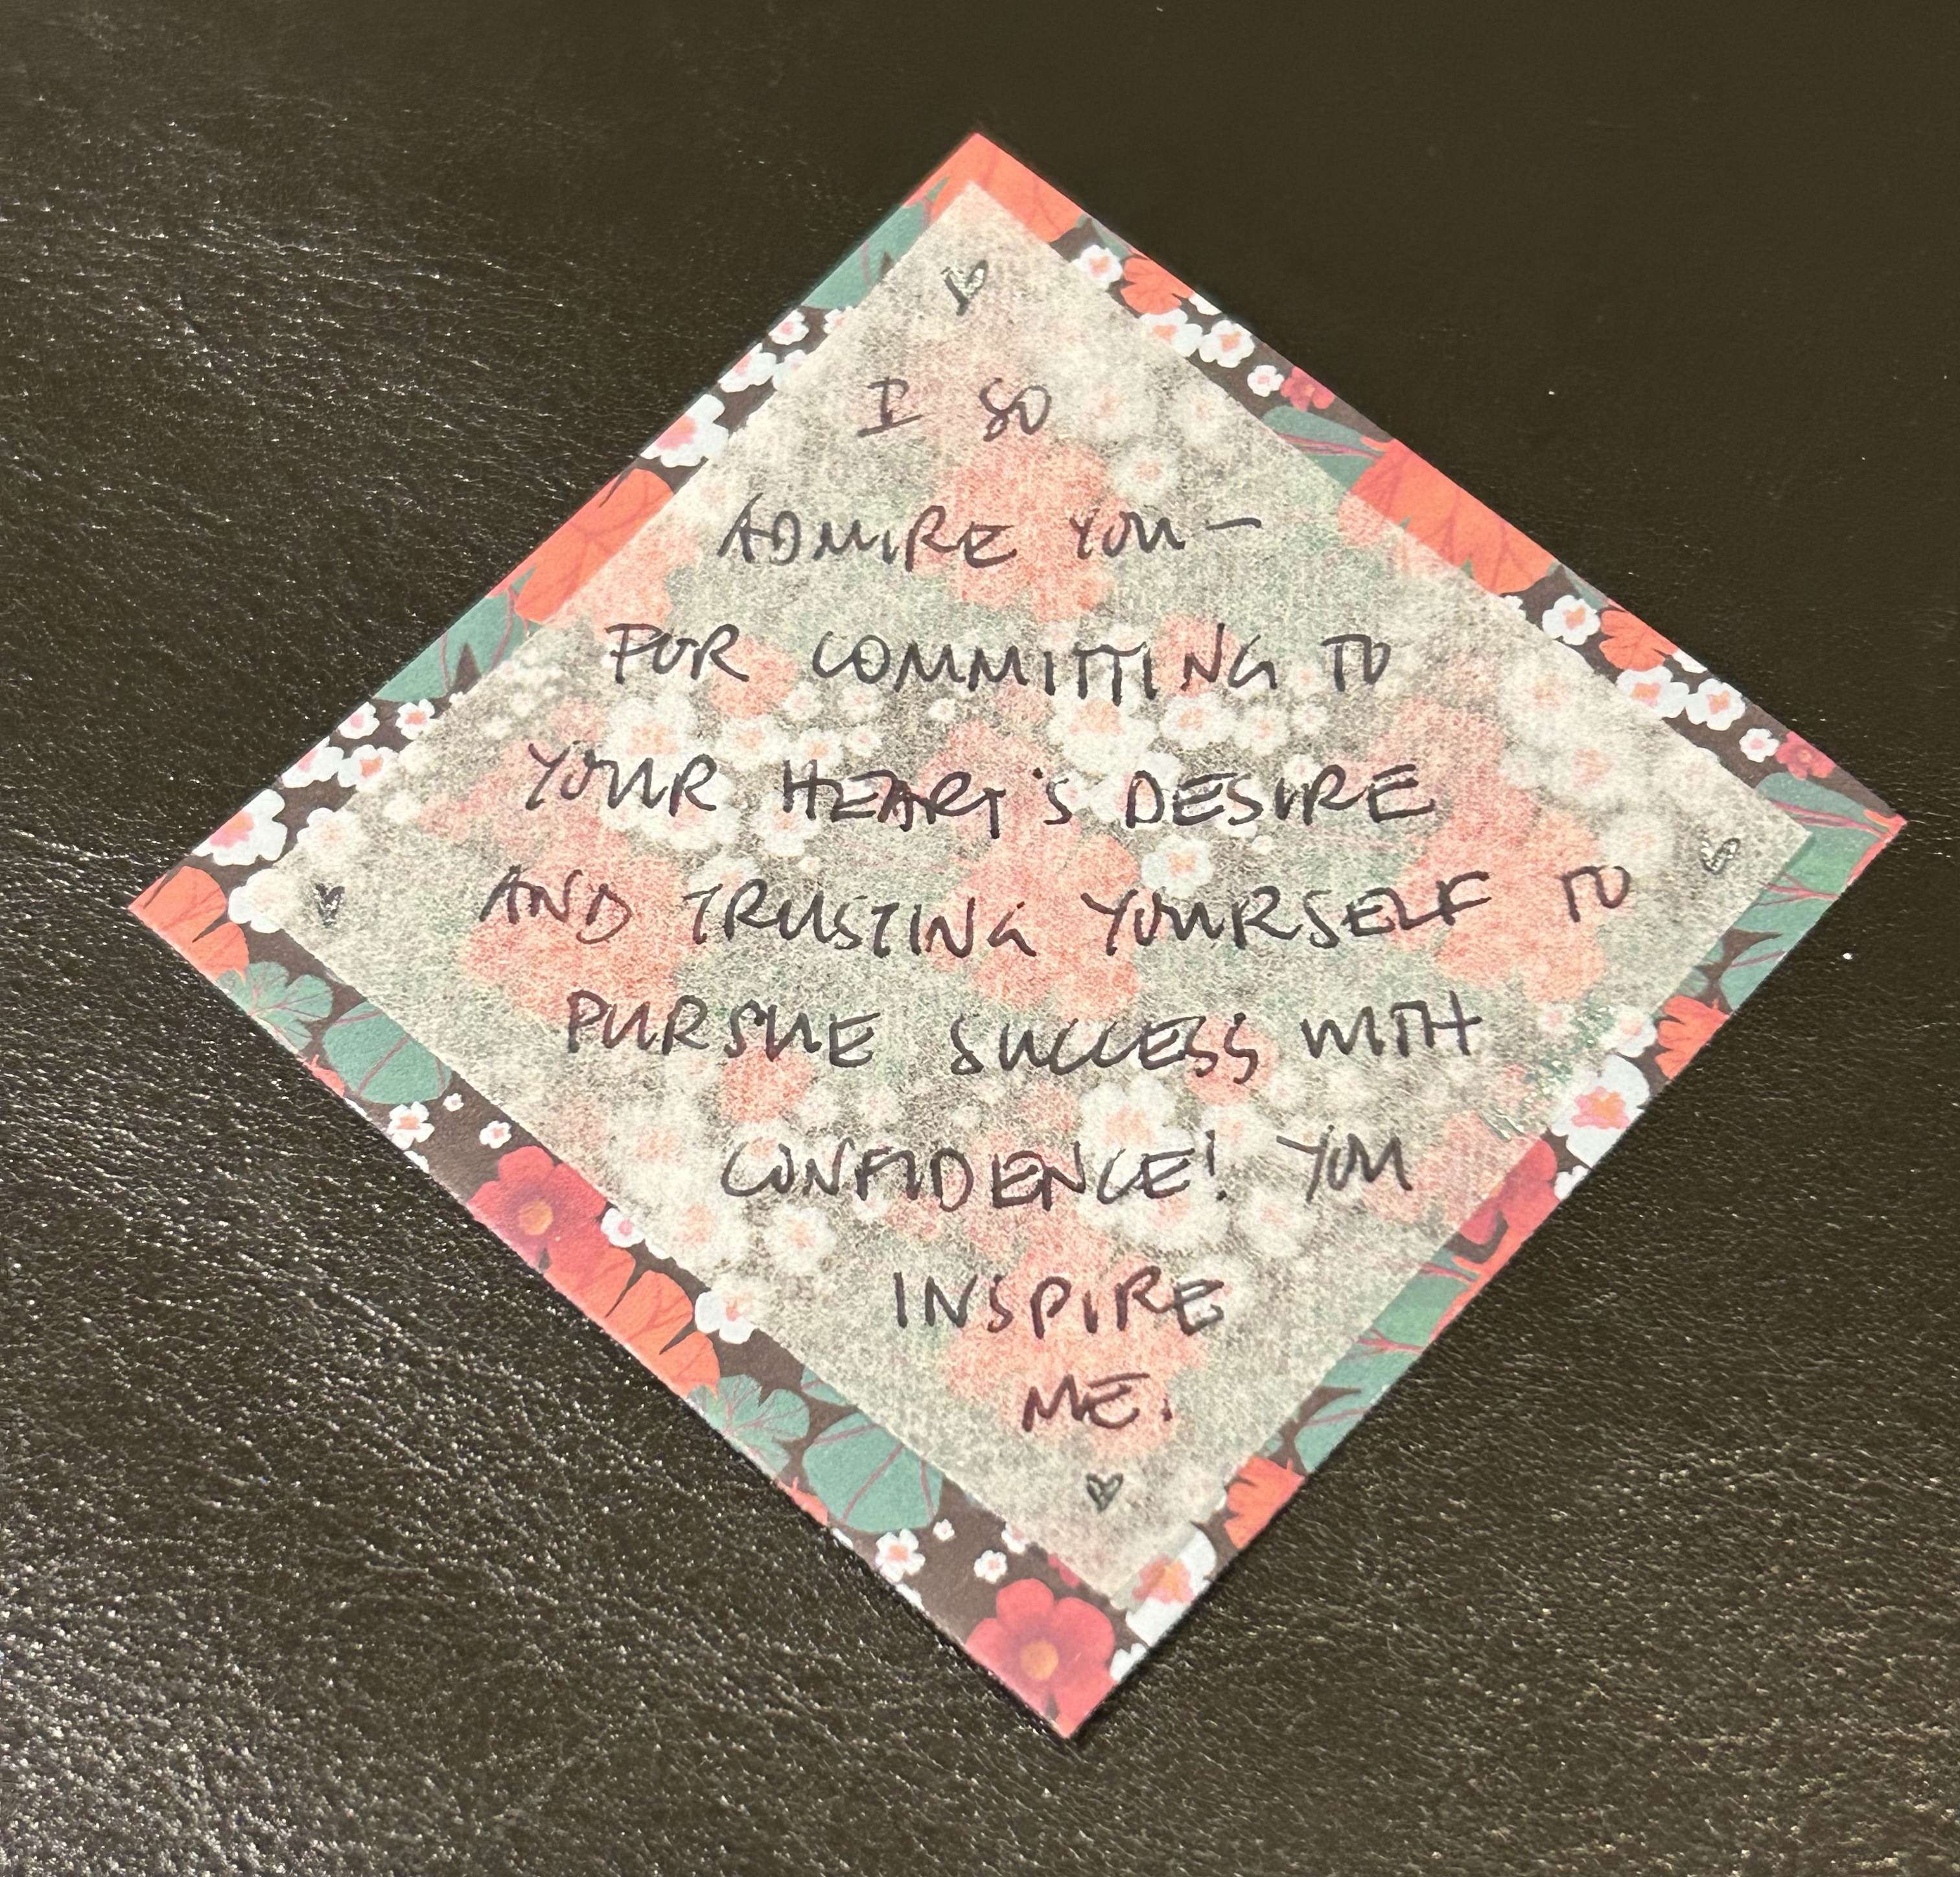 I SO
ADMIRE YOU—
FOR COMMITTING TO
YOUR HEART'S DESIRE
AND TRUSTING YOURSELF TO
PURSUE SUCCESS WITH
CONFIDENCE! YOU
INSPIRE
ME.